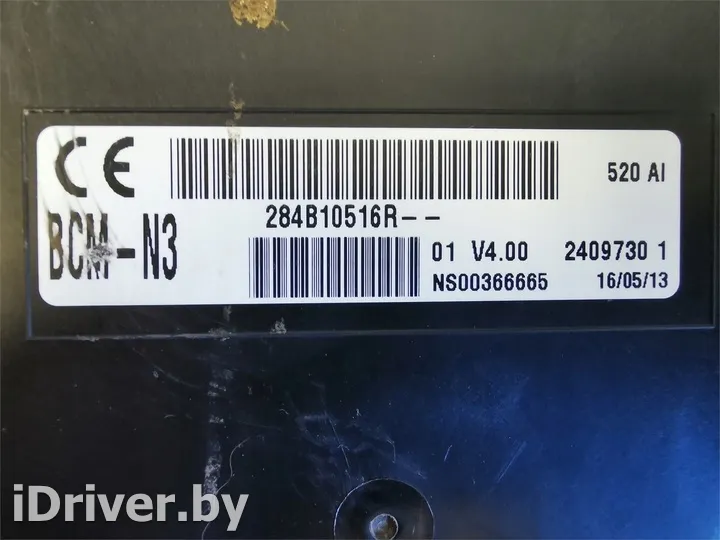 CE
520 AI
BCM-N3
284B10516R--
01 V4.00
2409730 1
NS00366665
16/05/13
iDriver.by